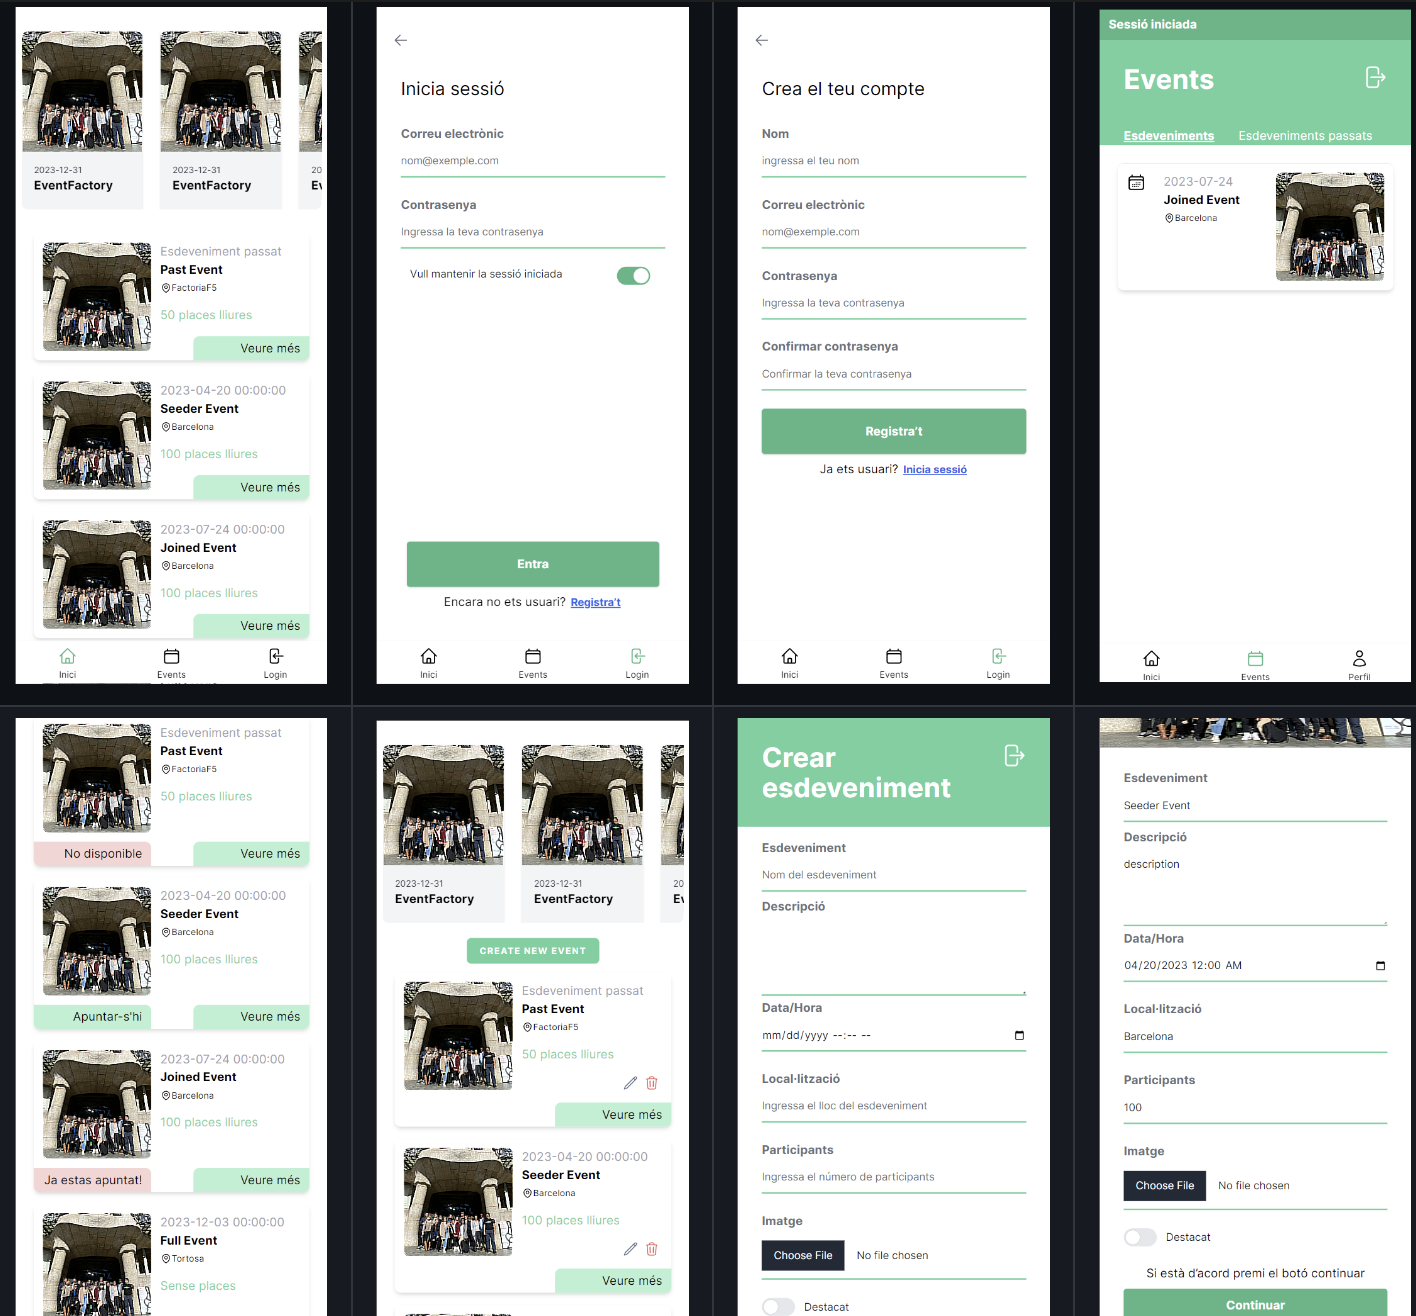 2023-12-31
EventFactory
2023-12-31
EventFactory
20
Esdeveniment passat
Past Event
FactoriaF5
50 places lliures
Veure més
2023-04-20 00:00:00
Seeder Event
Barcelona
100 places lliures
Veure més
2023-07-24 00:00:00
Joined Event
Barcelona
100 places lliures
Veure més
Inici
Events
Login
Inicia sessió
Correu electrònic
nom@exemple.com
Contrasenya
Ingressa la teva contrasenya
Vull mantenir la sessió iniciada
Entra
Encara no ets usuari? Registra't
Inici
Events
Login
Crea el teu compte
Nom
ingressa el teu nom
Correu electrònic
nom@exemple.com
Contrasenya
Ingressa la teva contrasenya
Confirmar contrasenya
Confirmar la teva contrasenya
Registra't
Ja ets usuari? Inicia sessió
Inici
Events
Login
Sessió iniciada
Events
Esdeveniments
Esdeveniments passats
2023-07-24
Joined Event
Barcelona
Inici
Events
Perfil
Esdeveniment passat
Past Event
FactoriaF5
50 places lliures
No disponible
Veure més
2023-04-20 00:00:00
Seeder Event
Barcelona
100 places lliures
Apuntar-s'hi
Veure més
2023-07-24 00:00:00
Joined Event
Barcelona
100 places lliures
Ja estas apuntat!
Veure més
2023-12-03 00:00:00
Full Event
Tortosa
Sense places
2023-12-31
EventFactory
2023-12-31
EventFactory
20
CREATE NEW EVENT
Esdeveniment passat
Past Event
FactoriaF5
50 places lliures
Veure més
2023-04-20 00:00:00
Seeder Event
Barcelona
100 places lliures
Veure més
Crear
esdeveniment
Esdeveniment
Nom del esdeveniment
Descripció
Data/Hora
mm/dd/yyyy --:-- --
Local·lització
Ingressa el lloc del esdeveniment
Participants
Ingressa el número de participants
Imatge
Choose File No file chosen
Destacat
Esdeveniment
Seeder Event
Descripció
description
Data/Hora
04/20/2023 12:00 AM
Local·lització
Barcelona
Participants
100
Imatge
Choose File No file chosen
Destacat
Si està d'acord premi el botó continuar
Continuar